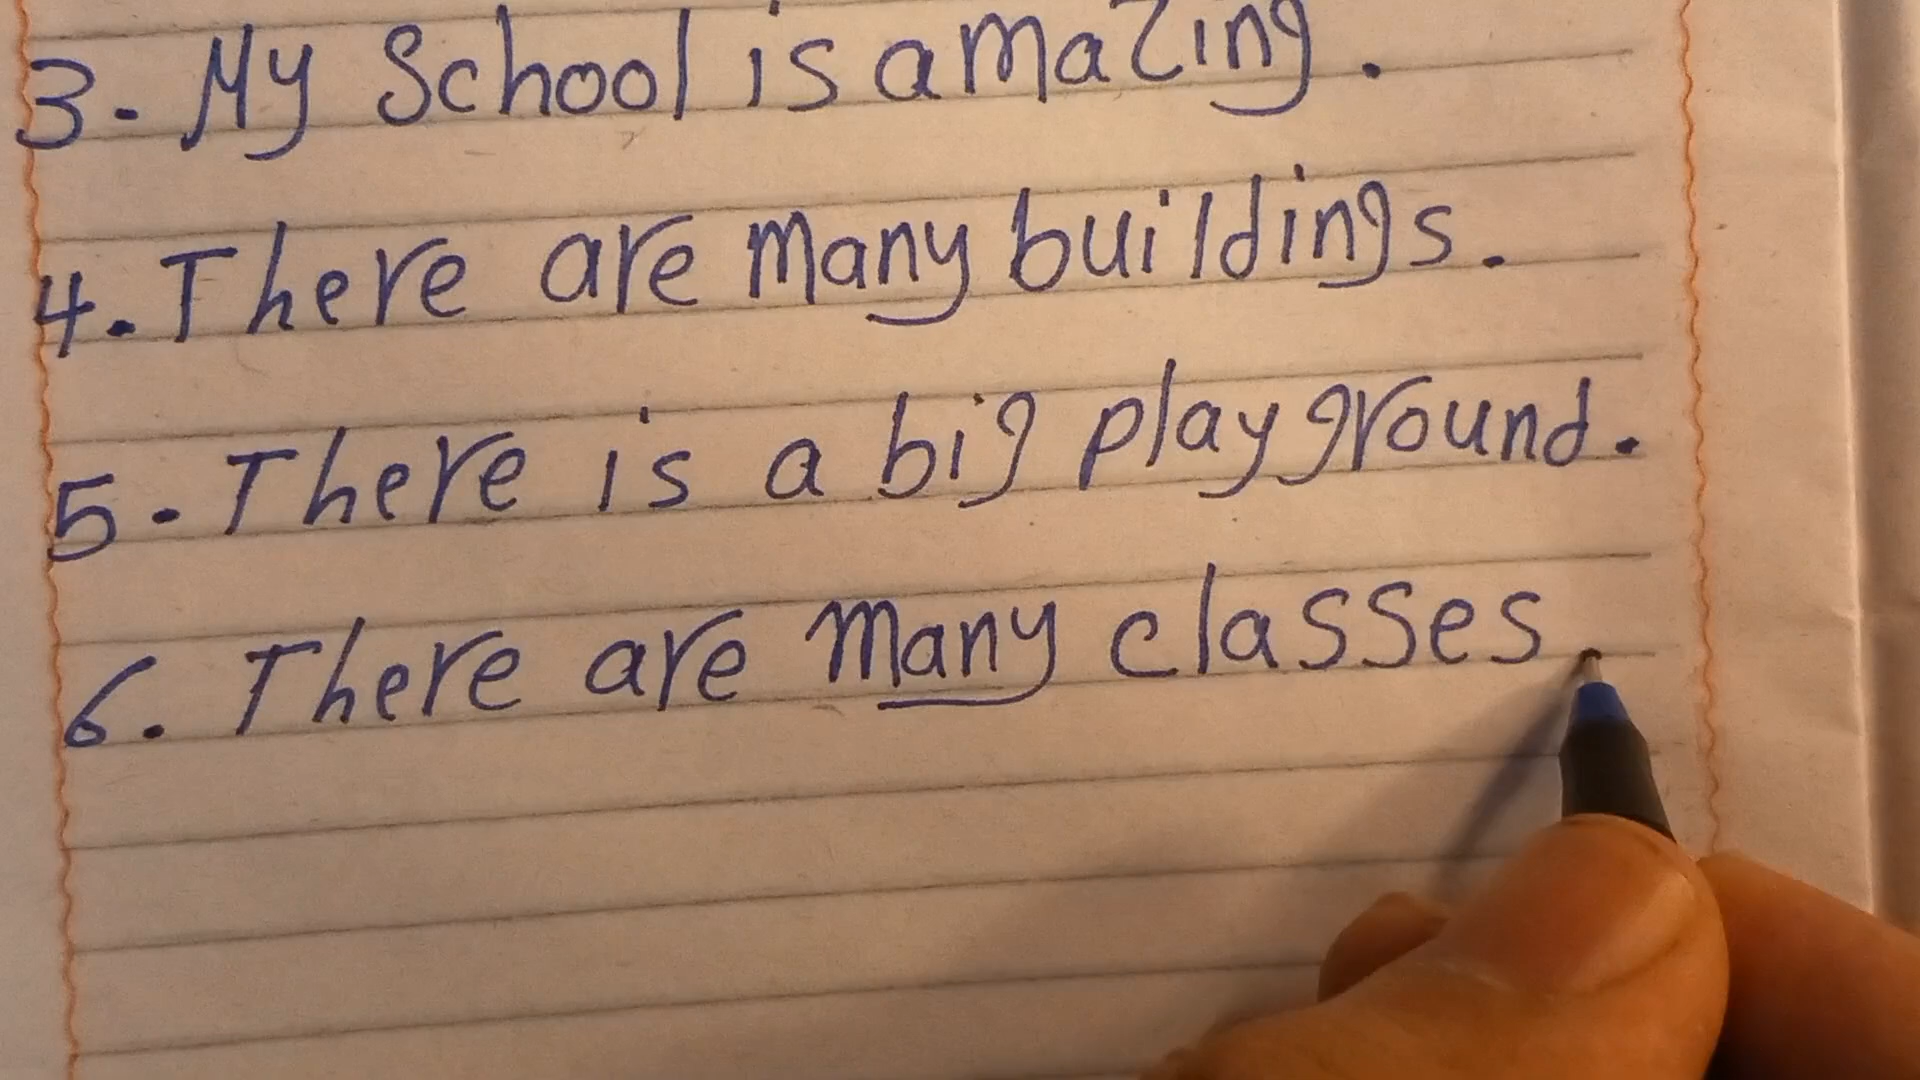 3- My School is amazing.
4. There are many buildings.
5- There is a big playground.
6. There are many classes.